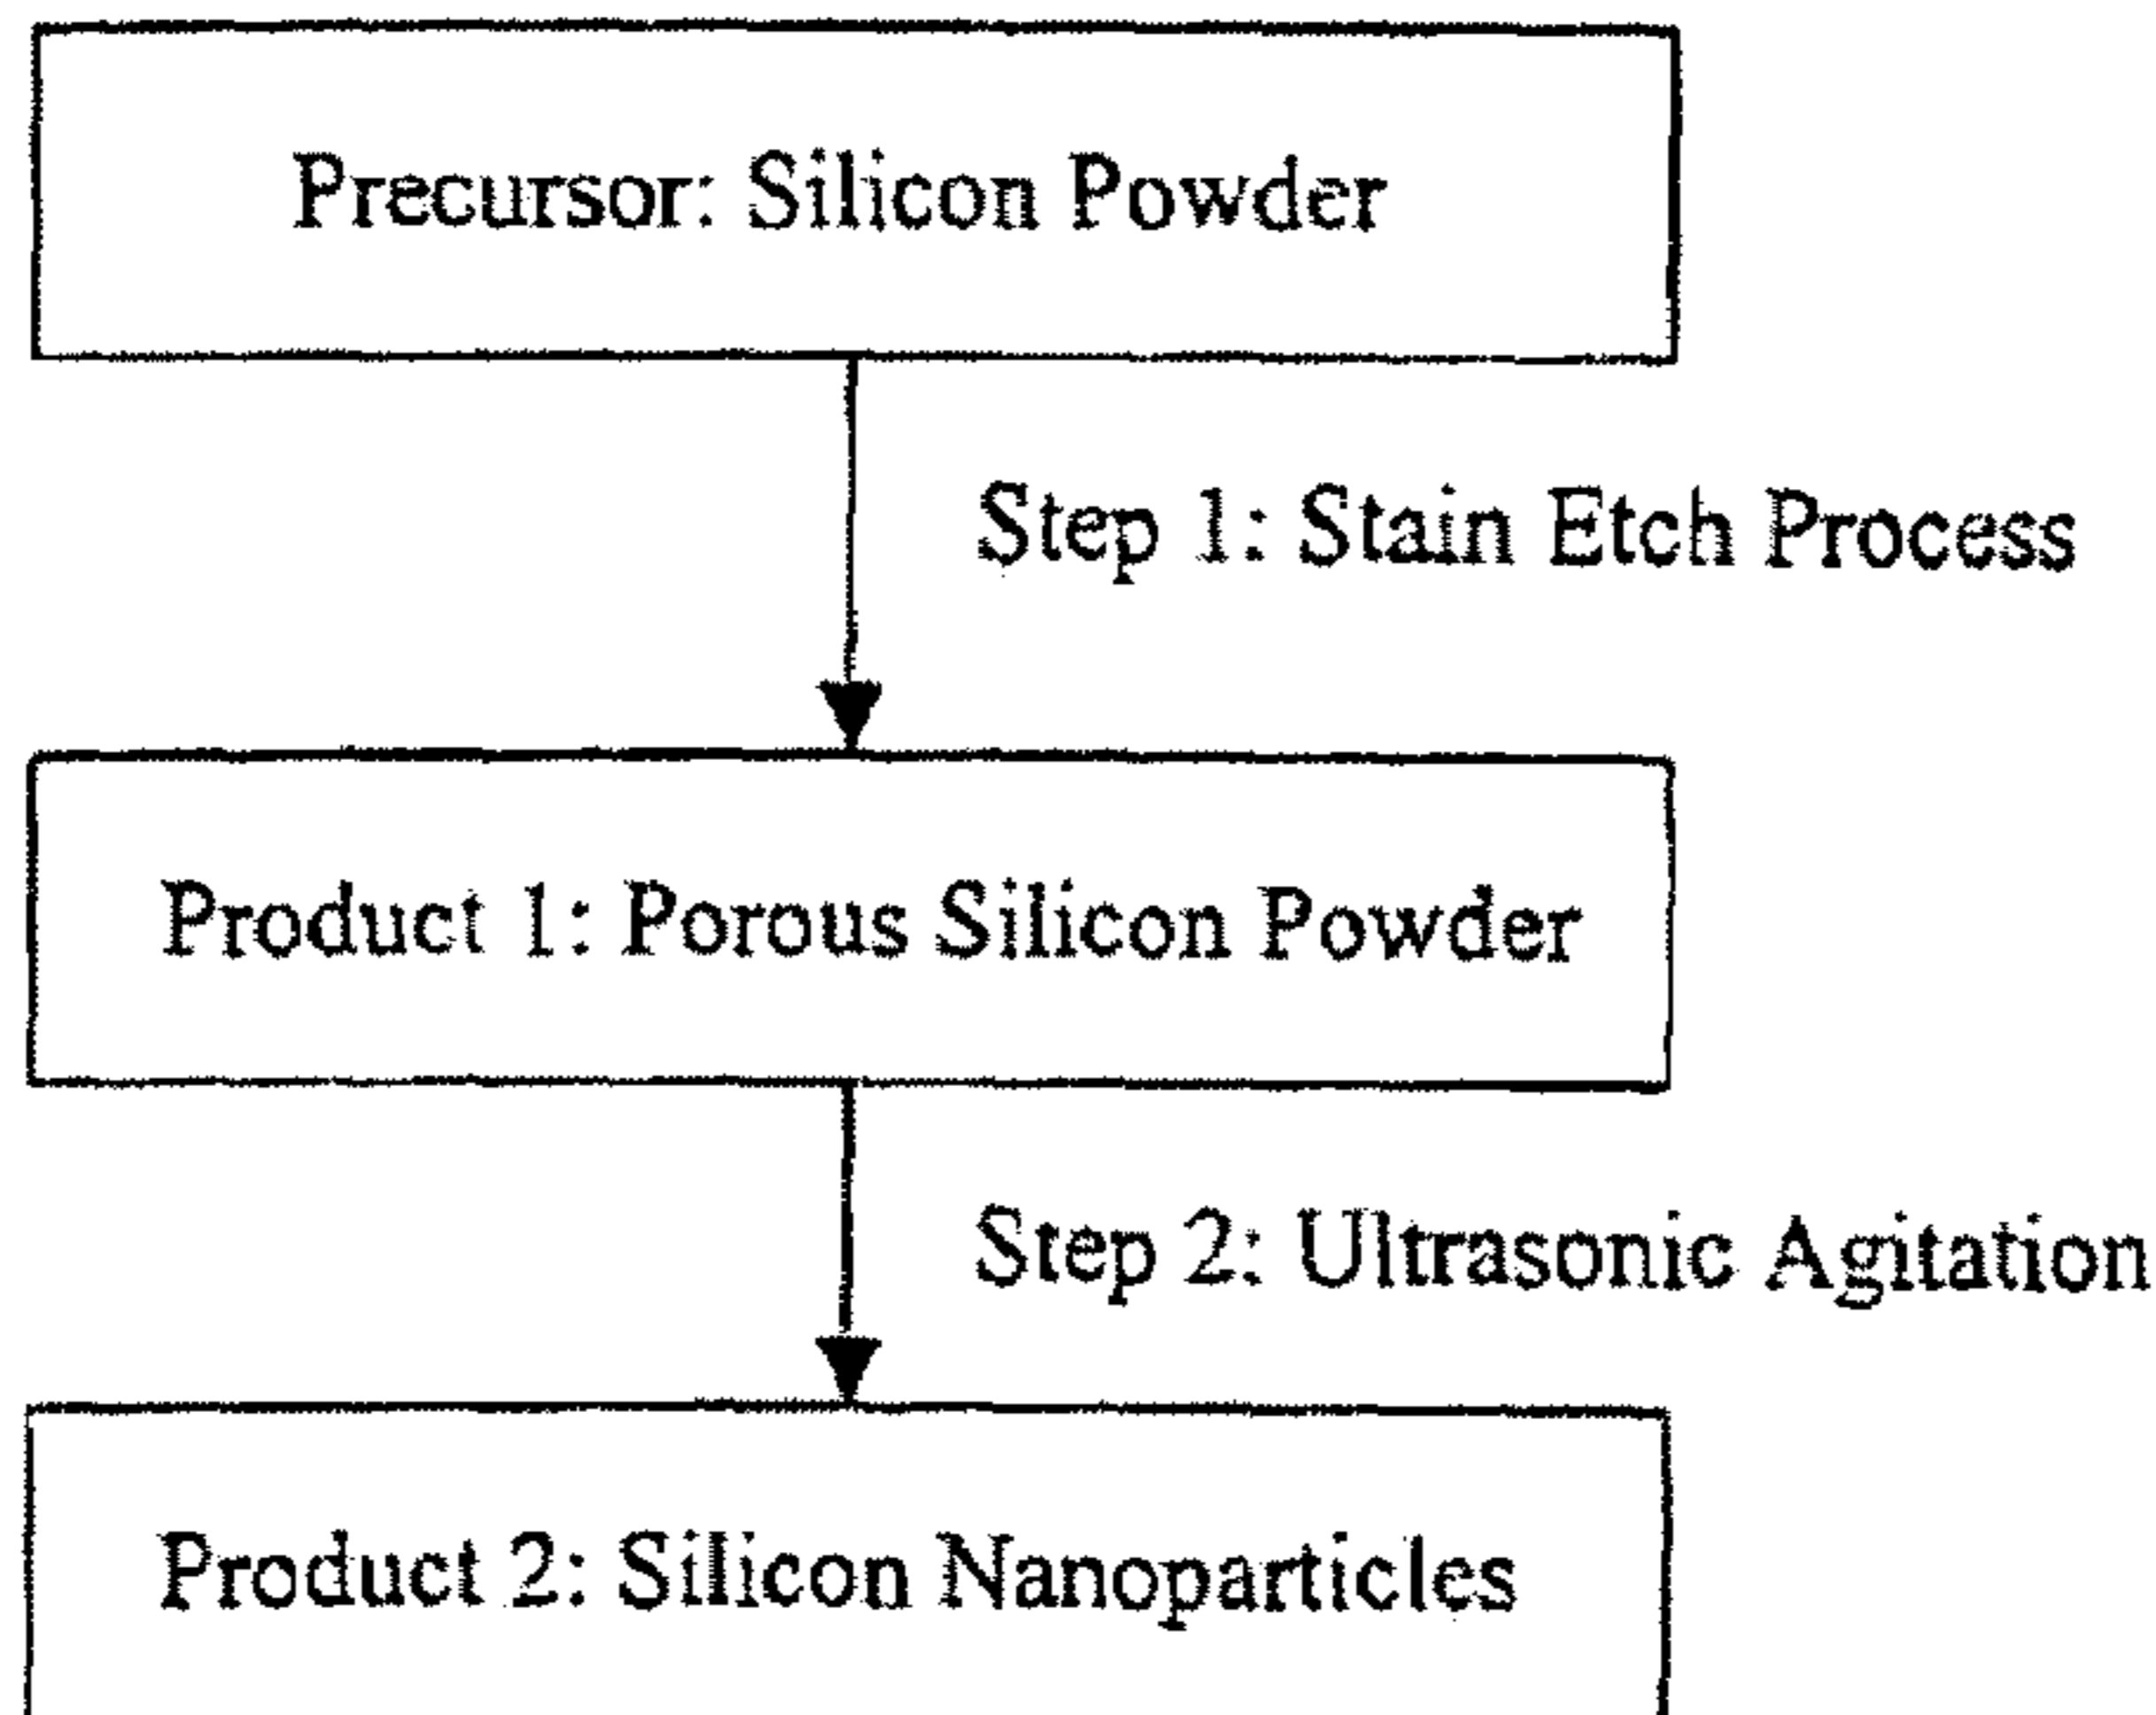 Precursor: Silicon Powder
Step 1: Stain Etch Process
Product 1: Porous Silicon Powder
Step 2: Ultrasonic Agitation
Product 2: Silicon Nanoparticles